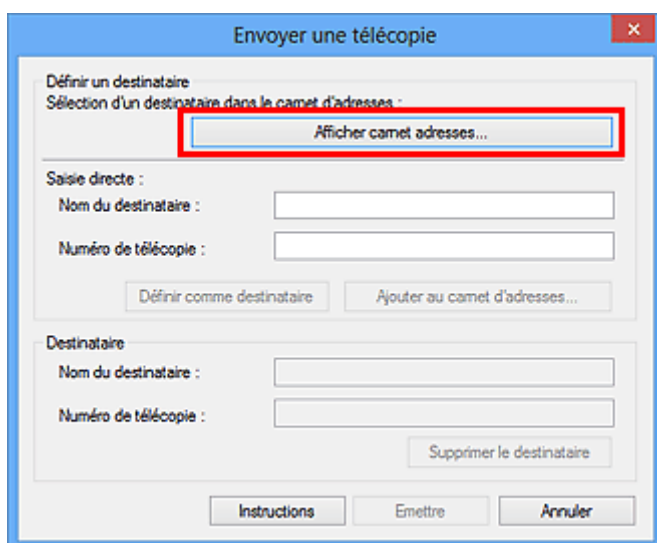 Envoyer une télécopie
Définir un destinataire
Sélection d'un destinataire dans le carnet d'adresses :
Afficher carnet adresses...
Saisie directe :
Nom du destinataire :
Numéro de télécopie :
Définir comme destinataire
Ajouter au carnet d'adresses...
Destinataire
Nom du destinataire :
Numéro de télécopie :
Supprimer le destinataire
Instructions
Emettre
Annuler